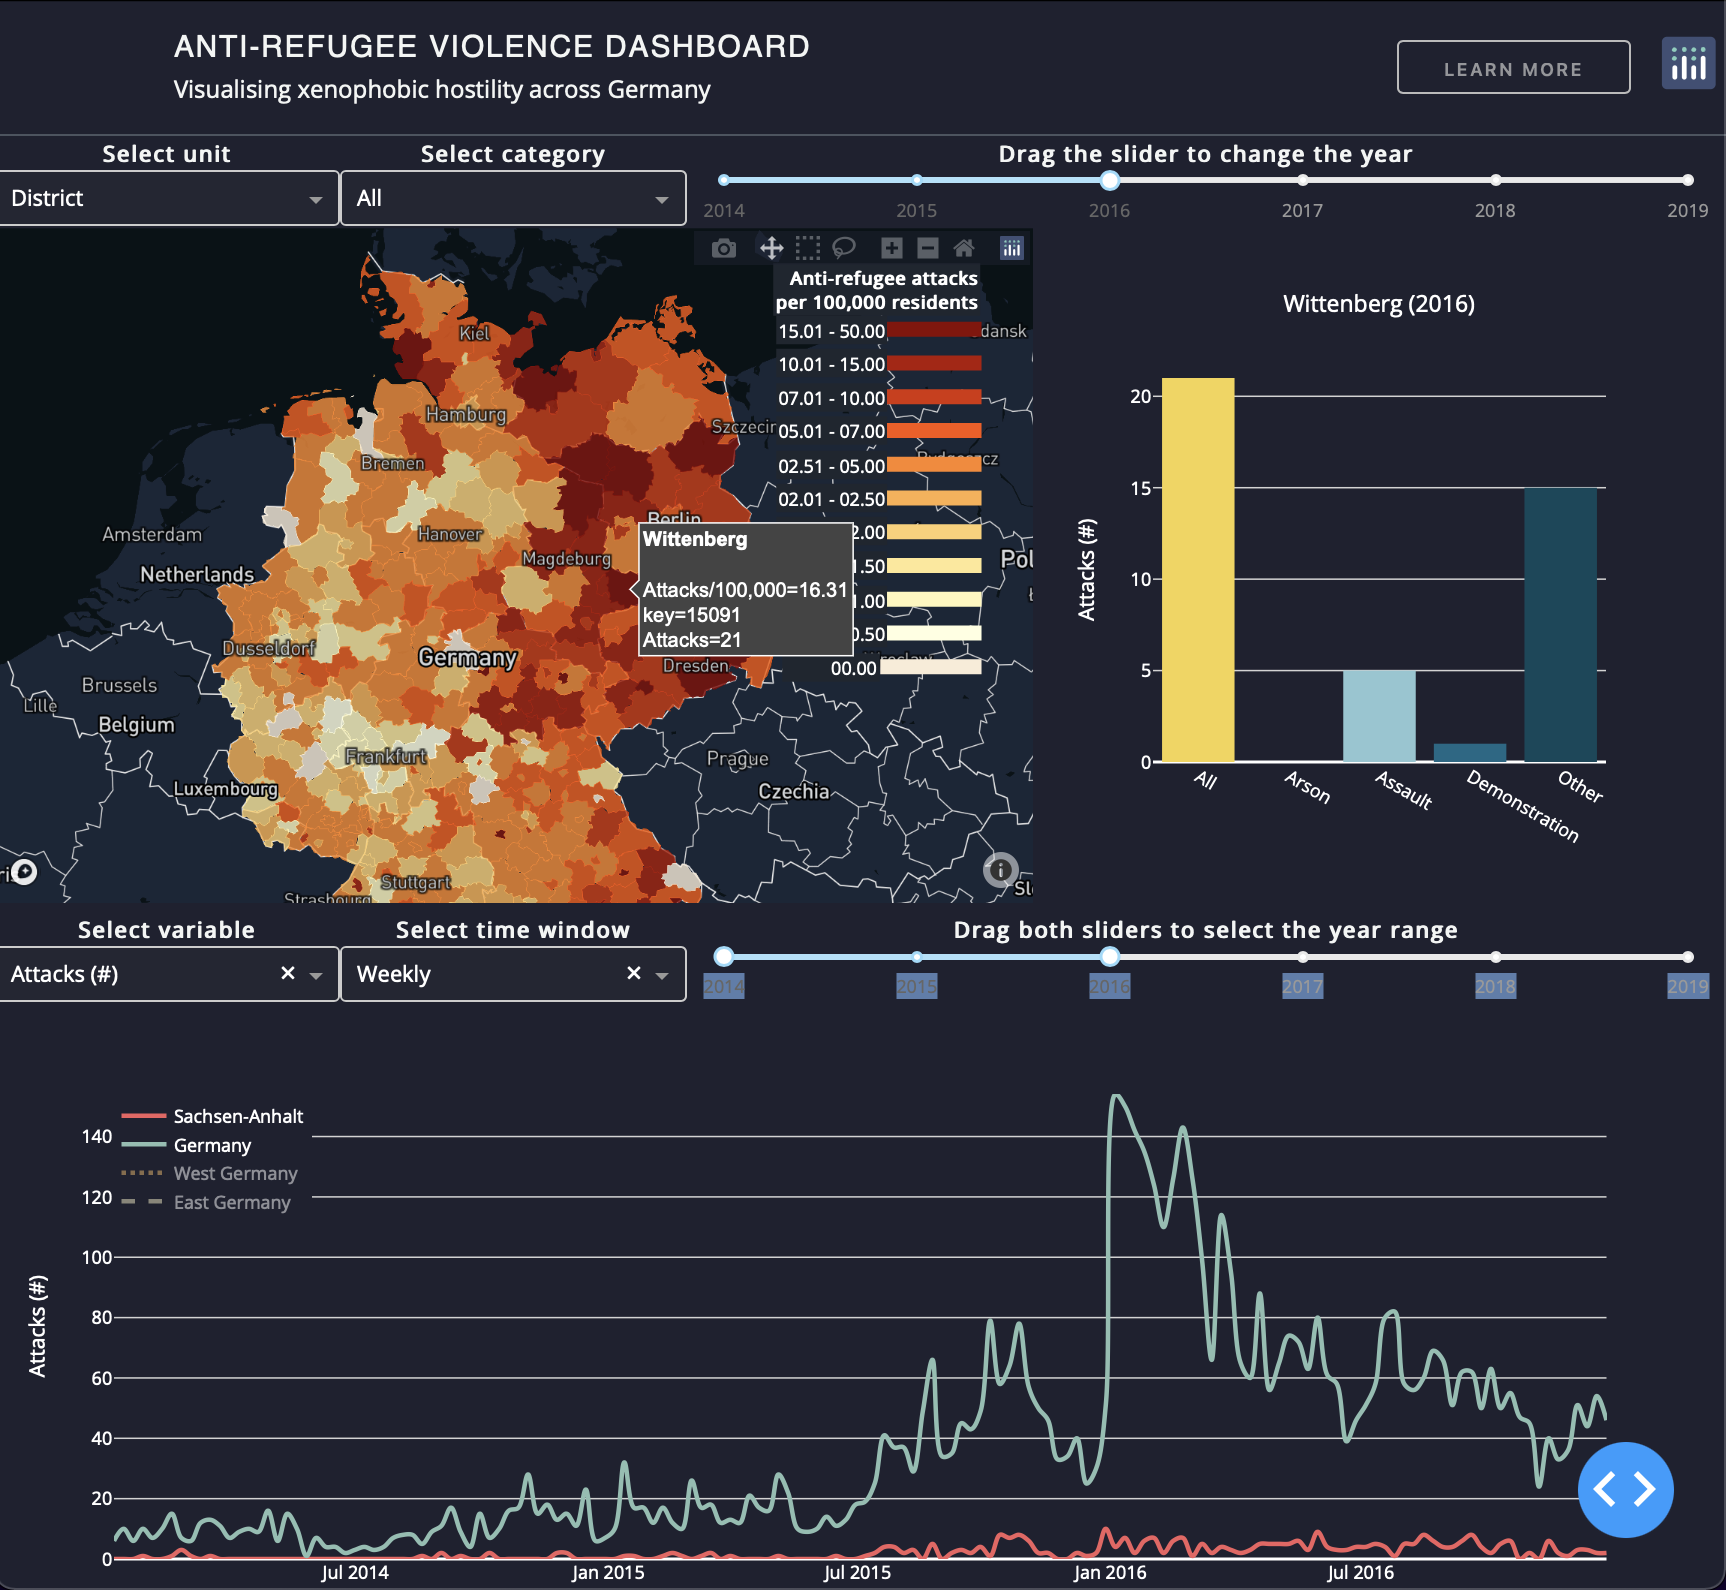 ANTI-REFUGEE VIOLENCE DASHBOARD
Visualising xenophobic hostility across Germany
LEARN MORE
Select unit
Select category
Drag the slider to change the year
District
All
2014
2015
2016
2017
2018
2019
Anti-refugee attacks
per 100,000 residents
15.01 - 50.00
10.01 - 15.00
07.01 - 10.00
05.01 - 07.00
02.51 - 05.00
02.01 - 02.50
2.00
1.50
1.00
0.50
00.00
Kiel
Hamburg
Bremen
Amsterdam
Netherlands
Hanover
Berlin
Magdeburg
Wittenberg
Attacks/100,000=16.31
key=15091
Attacks=21
Dusseldorf
Germany
Dresden
Brussels
Lille
Belgium
Frankfurt
Luxembourg
Prague
Czechia
Stuttgart
Strasbourg
Szczecin
dansk
Pol
Slo
Wittenberg (2016)
Attacks (#)
20
15
10
5
0
All
Arson
Assault
Demonstration
Other
Select variable
Select time window
Drag both sliders to select the year range
Attacks (#)
Weekly
2014
2015
2016
2017
2018
2019
Sachsen-Anhalt
Germany
West Germany
East Germany
Attacks (#)
140
120
100
80
60
40
20
0
Jul 2014
Jan 2015
Jul 2015
Jan 2016
Jul 2016